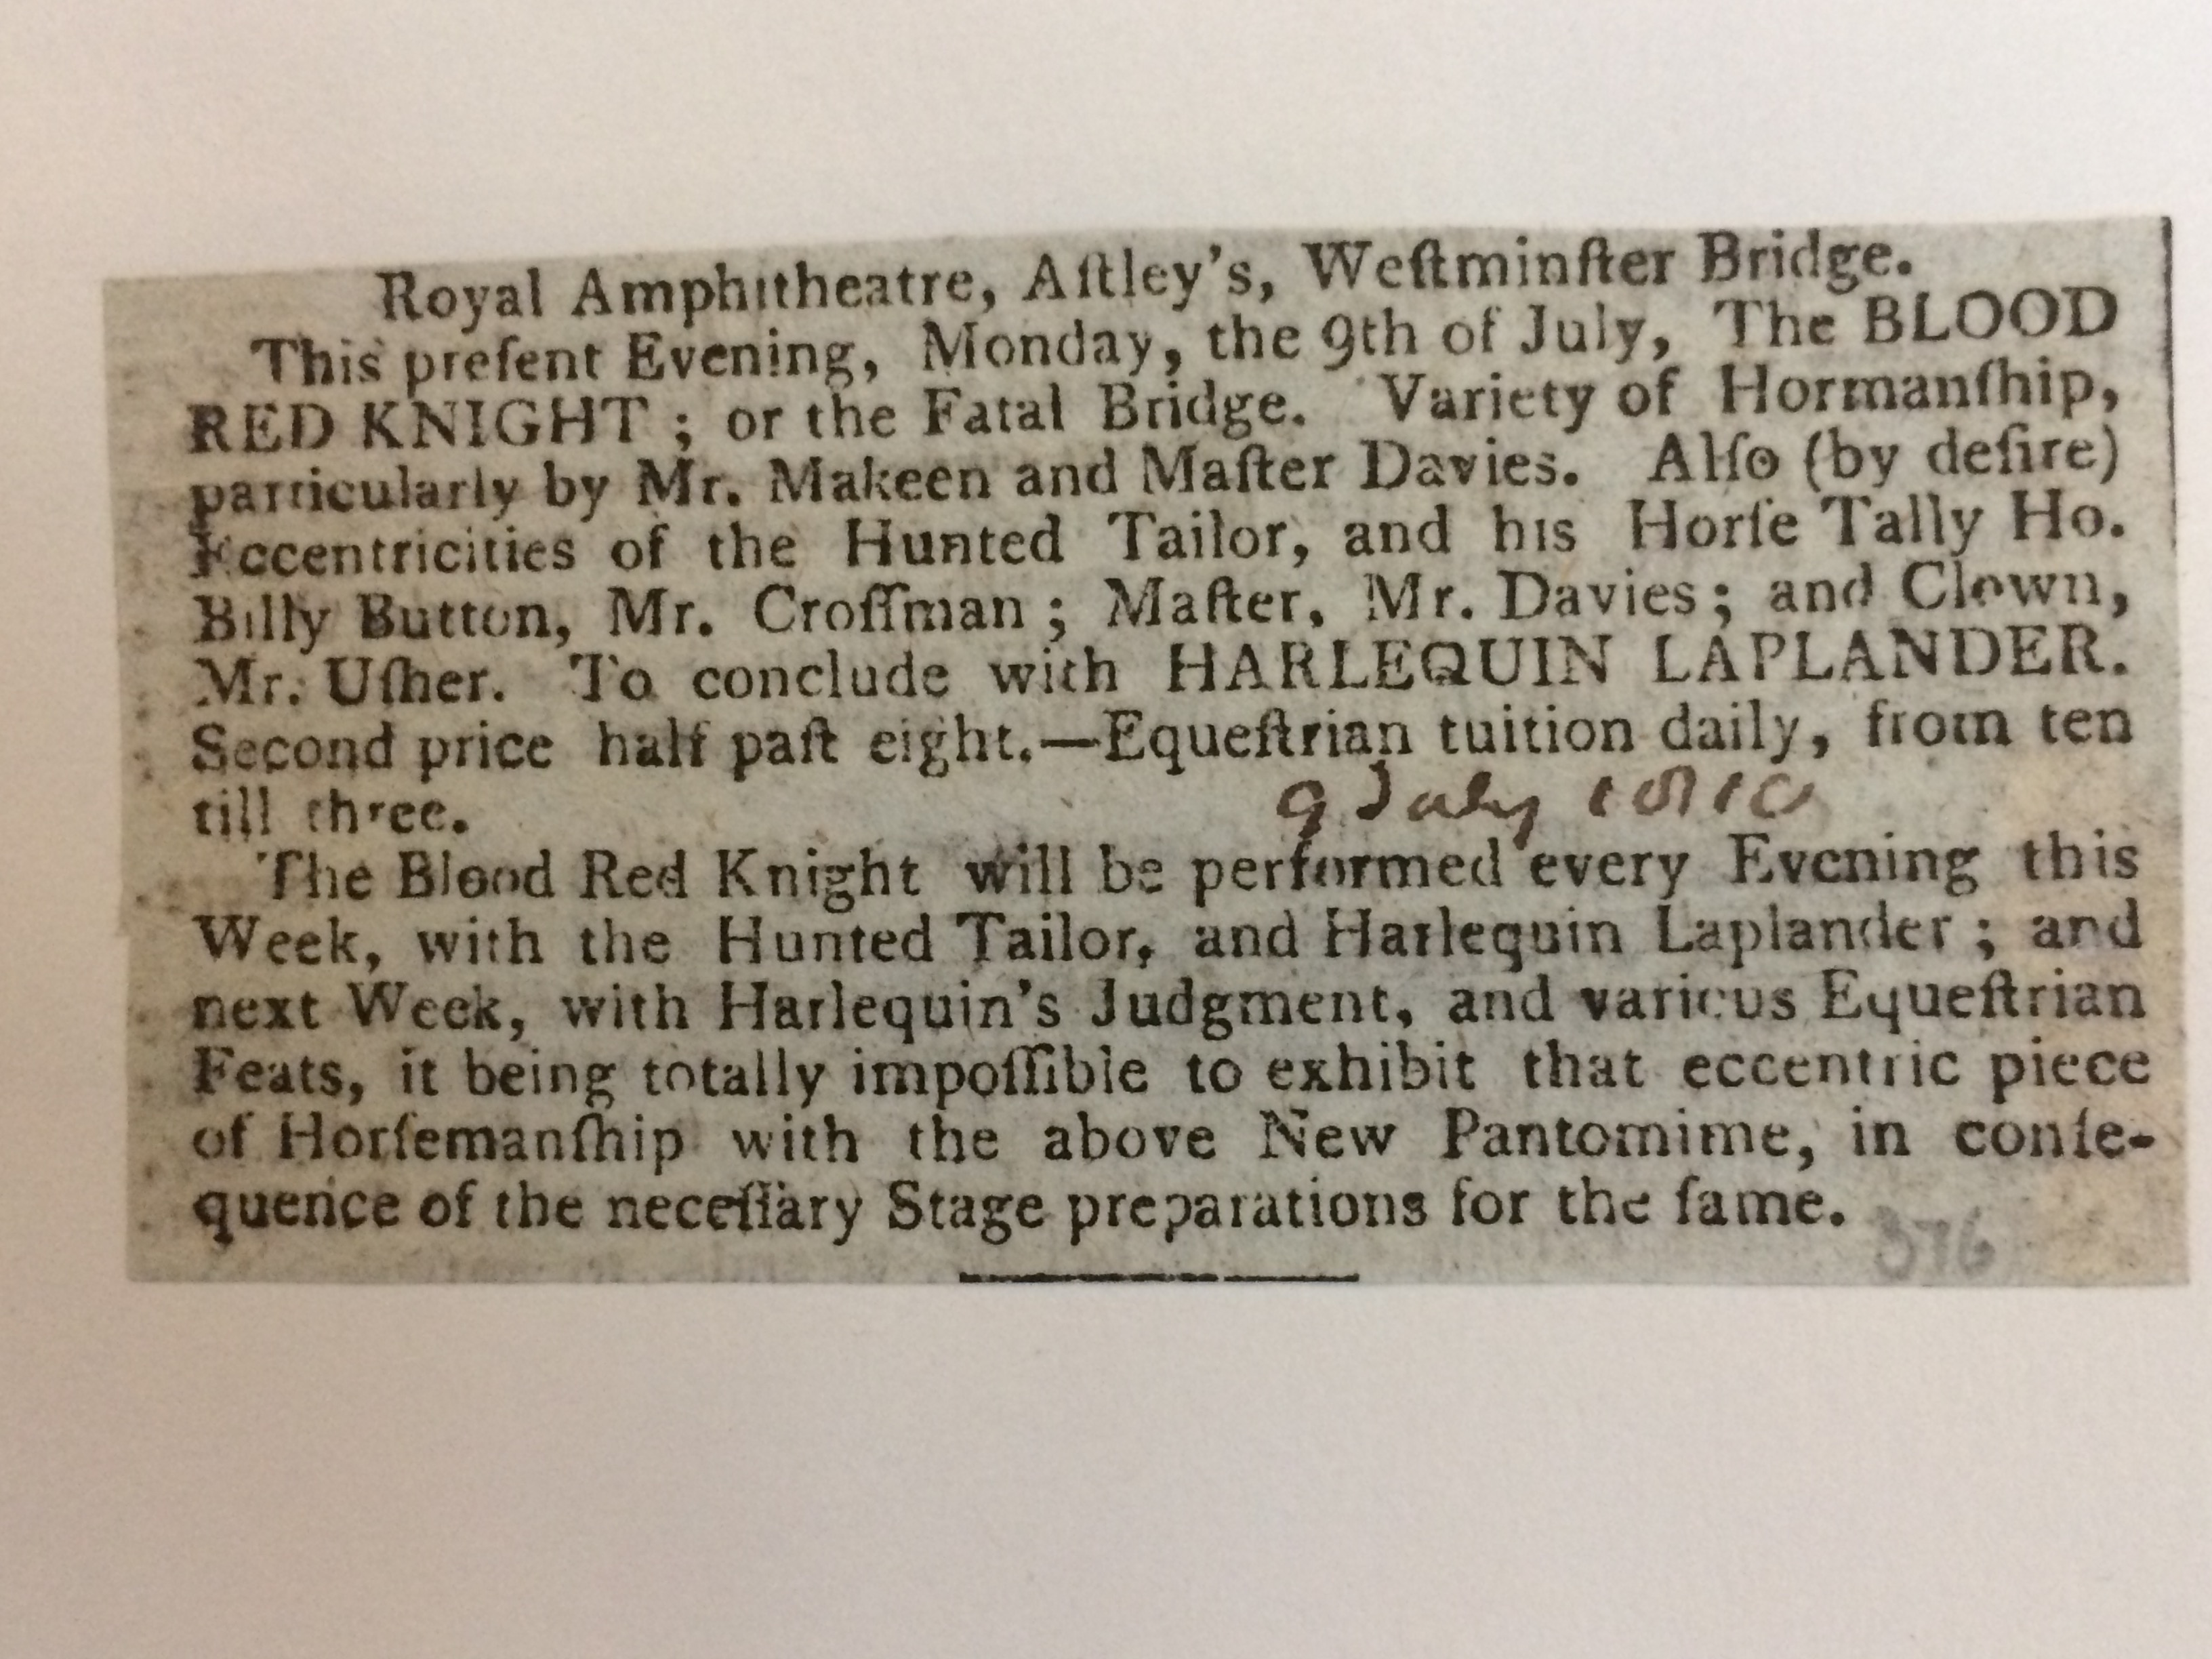 Royal Amphitheatre, Aſtley's, Weſtminſter Bridge.
This preſent Evening, Monday, the 9th of July, The BLOOD
RED KNIGHT ; or the Fatal Bridge. Variety of Hormanſhip,
particularly by Mr. Makeen and Maſter Davies. Alſo (by deſire)
Eccentricities of the Hunted Tailor, and his Horſe Tally Ho.
Billy Button, Mr. Croſſman ; Maſter, Mr. Davies ; and Clown,
Mr. Uſher. To conclude with HARLEQUIN LAPLANDER.
Second price half paſt eight.—Equeſtrian tuition daily, from ten
till three.
9 July 1810
The Blood Red Knight will be performed every Evening this
Week, with the Hunted Tailor, and Harlequin Laplander ; and
next Week, with Harlequin's Judgment, and various Equeſtrian
Feats, it being totally impoſſible to exhibit that eccentric piece
of Horſemanſhip with the above New Pantomime, in conſe-
quence of the neceſſary Stage preparations for the ſame.
376